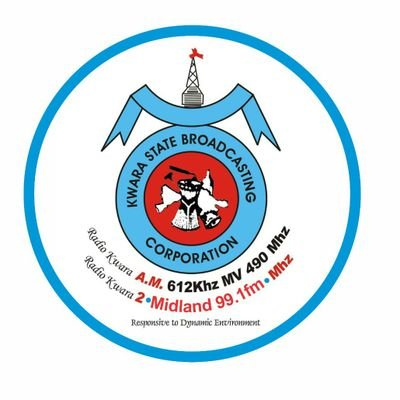 KWARA STATE BROADCASTING
CORPORATION
Radio Kwara A.M. 612Khz MV 490 Mhz
Radio Kwara 2•Midland 99.1fm•Mhz
Responsive to Dynamic Environment